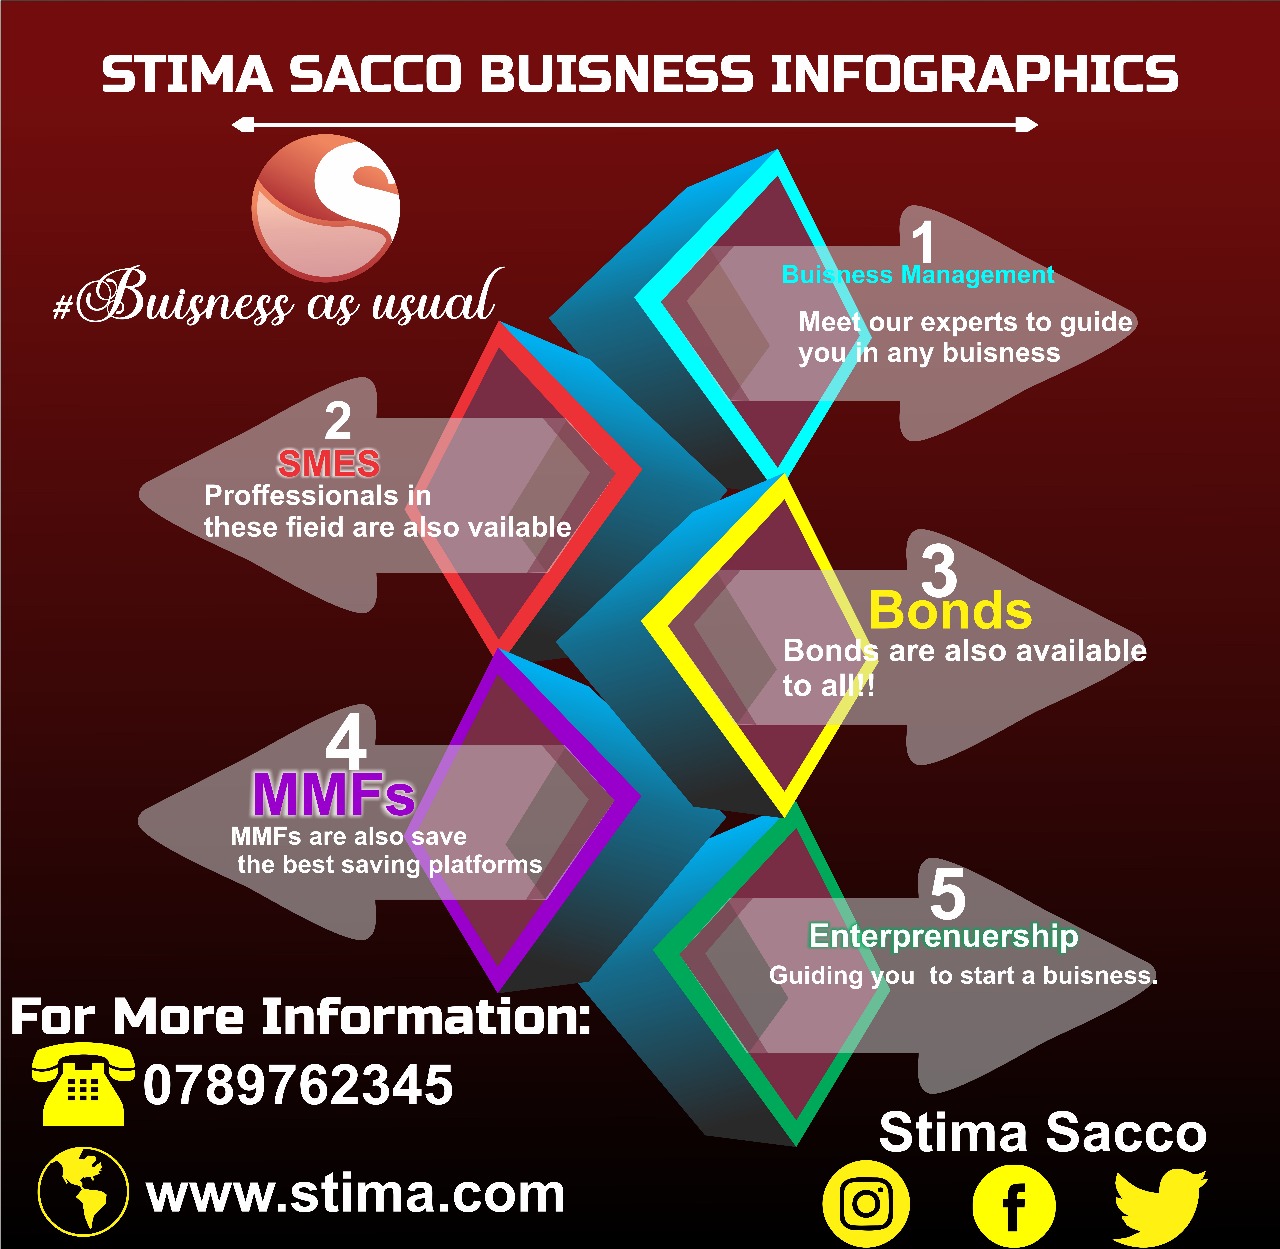 STIMA SACCO BUISNESS INFOGRAPHICS
#Buisness as usual
1
Buisness Management
Meet our experts to guide
you in any buisness
2
SMES
Proffessionals in
these fieid are also vailable
3
Bonds
Bonds are also available
to all!!
4
MMFs
MMFs are also save
the best saving platforms
5
Enterprenuership
Guiding you to start a buisness.
For More Information:
0789762345
www.stima.com
Stima Sacco